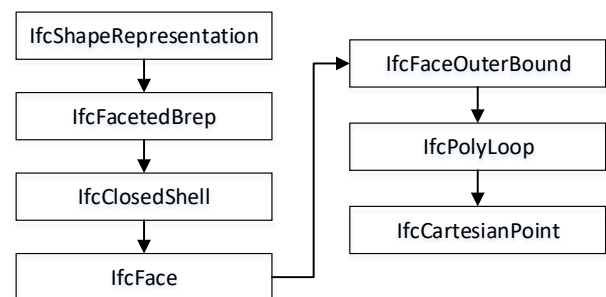 IfcShapeRepresentation
IfcFacetedBrep
IfcClosedShell
IfcFace
IfcFaceOuterBound
IfcPolyLoop
IfcCartesianPoint